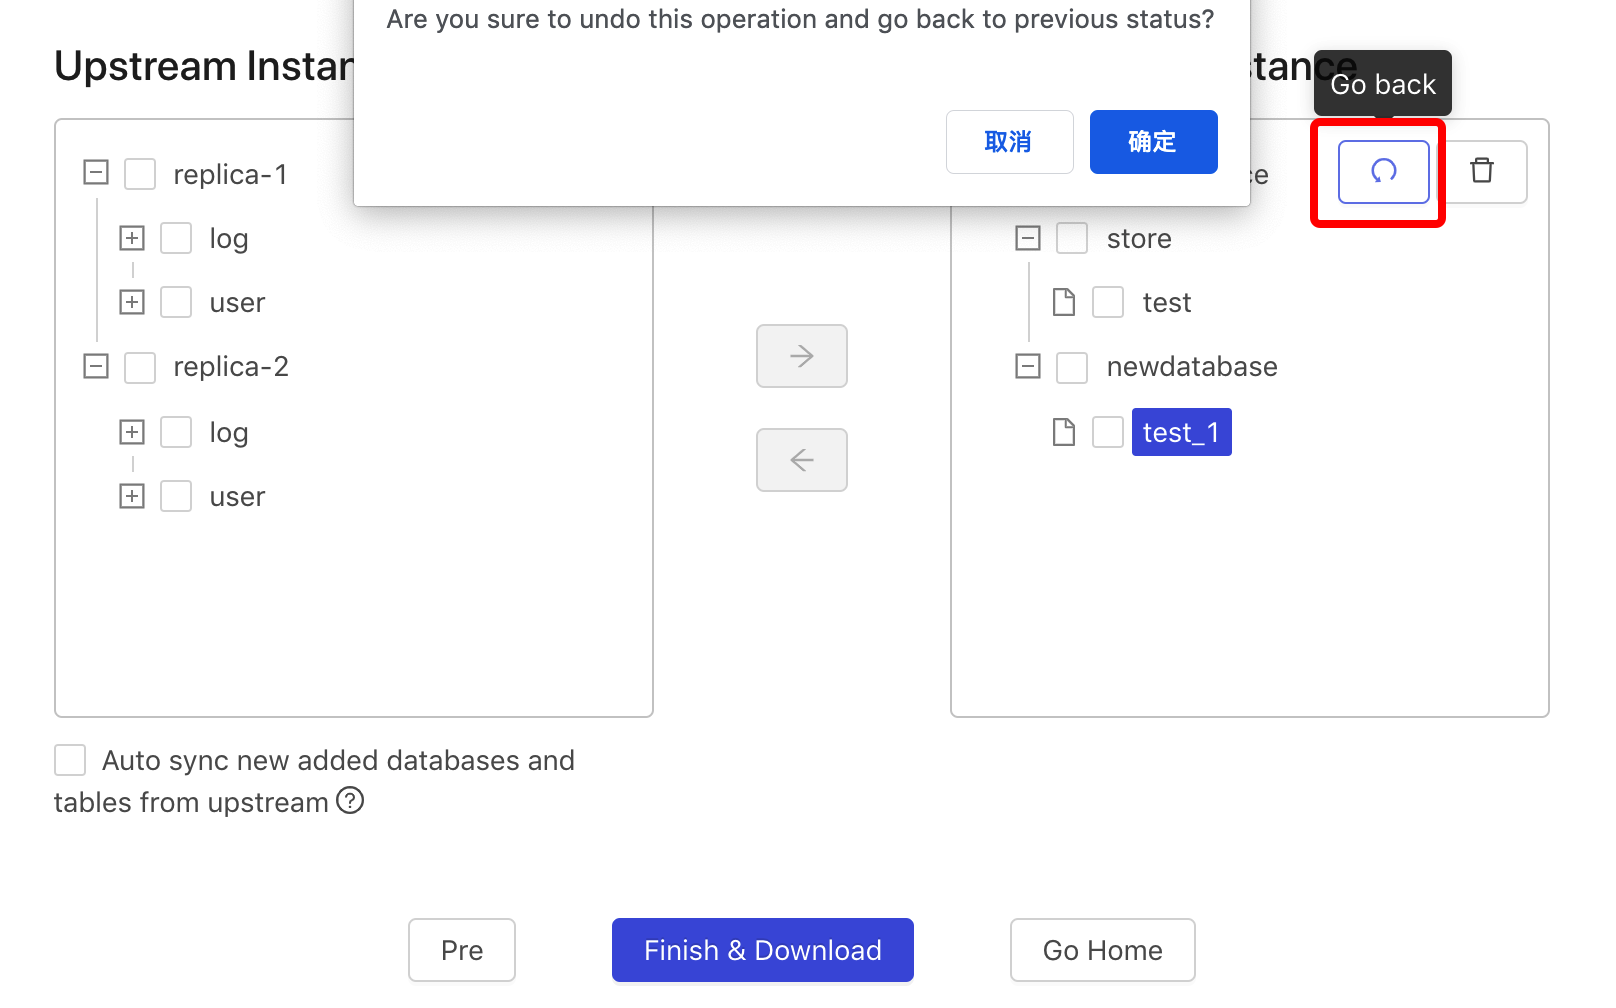 Are you sure to undo this operation and go back to previous status?
取消
确定
Upstream Instan
stance
Go back
replica-1
log
user
replica-2
log
user
store
test
newdatabase
test_1
Auto sync new added databases and
tables from upstream
Pre
Finish & Download
Go Home